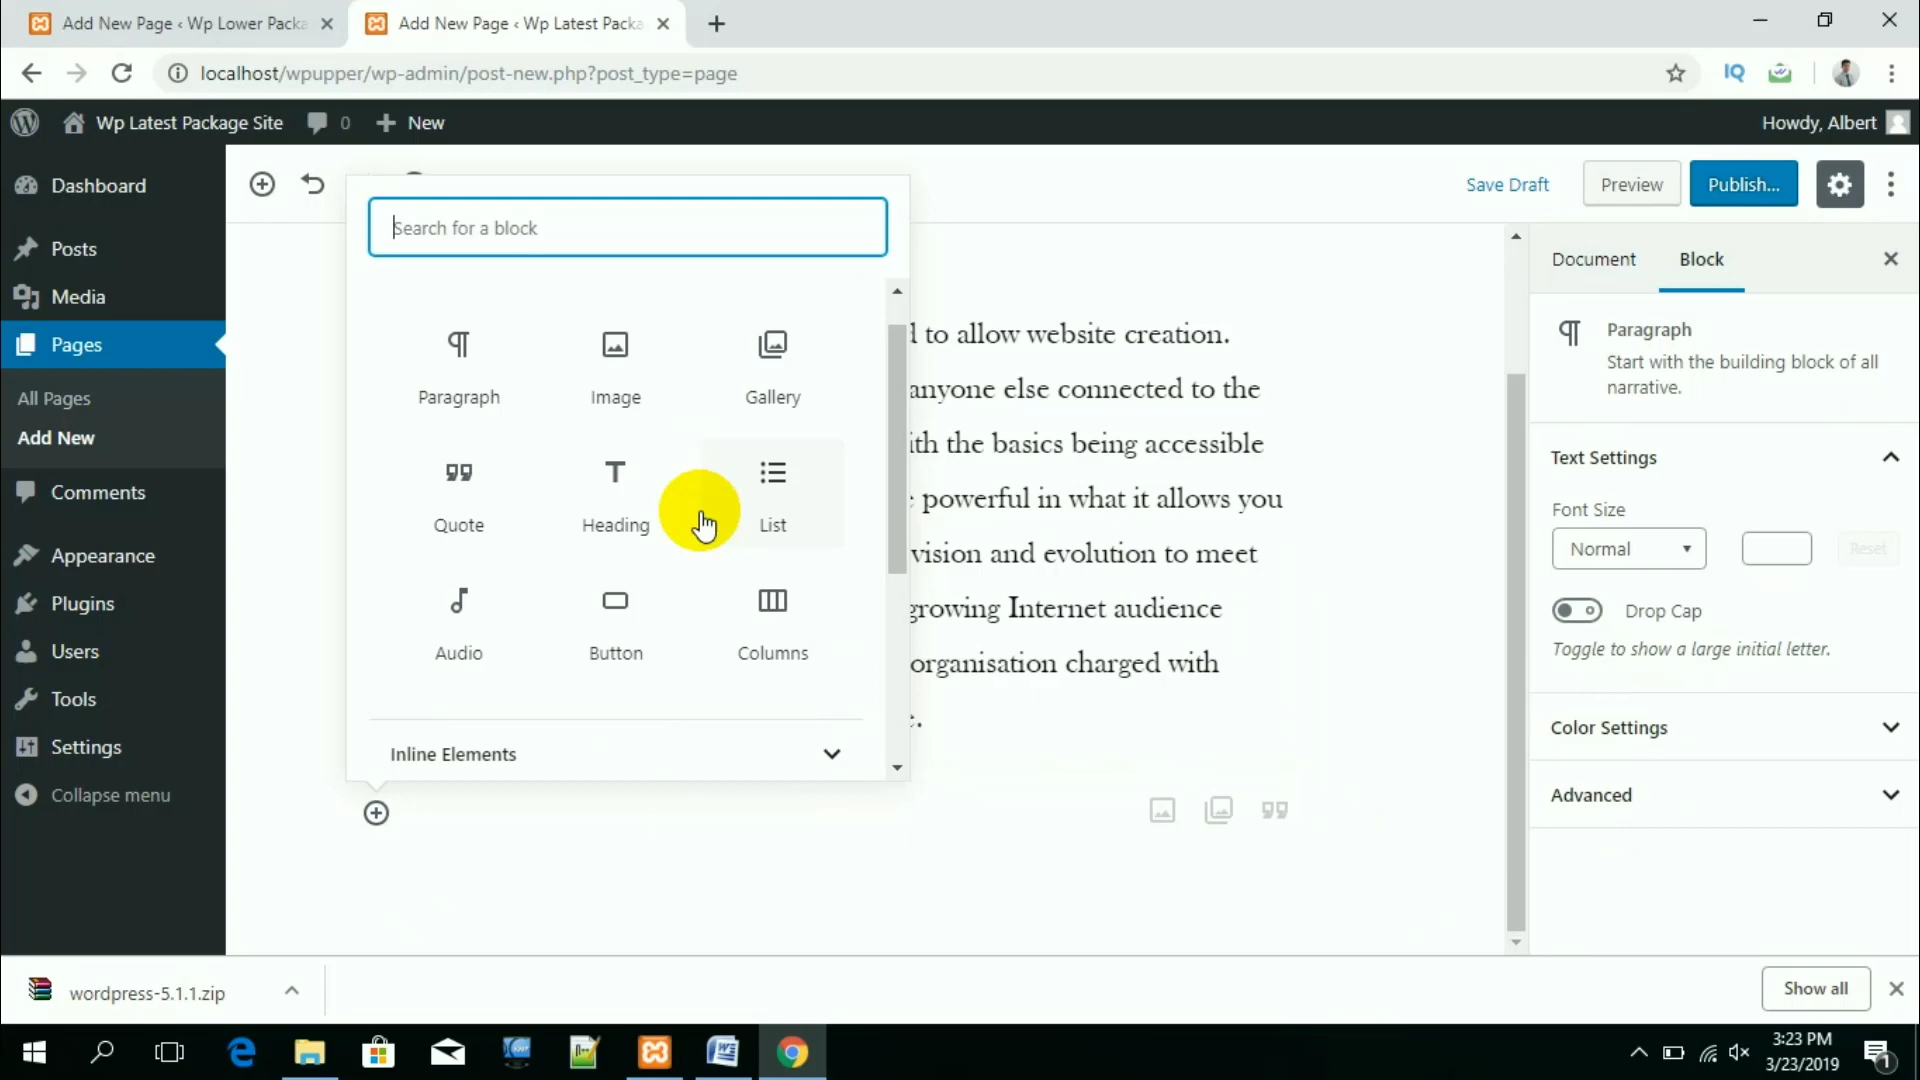 Add New Page ‹ Wp Lower Packa
Add New Page ‹ Wp Latest Packa
localhost/wpupper/wp-admin/post-new.php?post_type=page
IQ
Wp Latest Package Site
0
New
Howdy, Albert
Dashboard
Posts
Media
Pages
All Pages
Add New
Comments
Appearance
Plugins
Users
Tools
Settings
Collapse menu
Save Draft
Preview
Publish...
Search for a block
Paragraph
Image
Gallery
Quote
Heading
List
Audio
Button
Columns
Inline Elements
to allow website creation.
anyone else connected to the
the basics being accessible
powerful in what it allows you
vision and evolution to meet
growing Internet audience
organisation charged with
Document
Block
Paragraph
Start with the building block of all
narrative.
Text Settings
Font Size
Normal
Reset
Drop Cap
Toggle to show a large initial letter.
Color Settings
Advanced
wordpress-5.1.1.zip
Show all
3:23 PM
3/23/2019
1